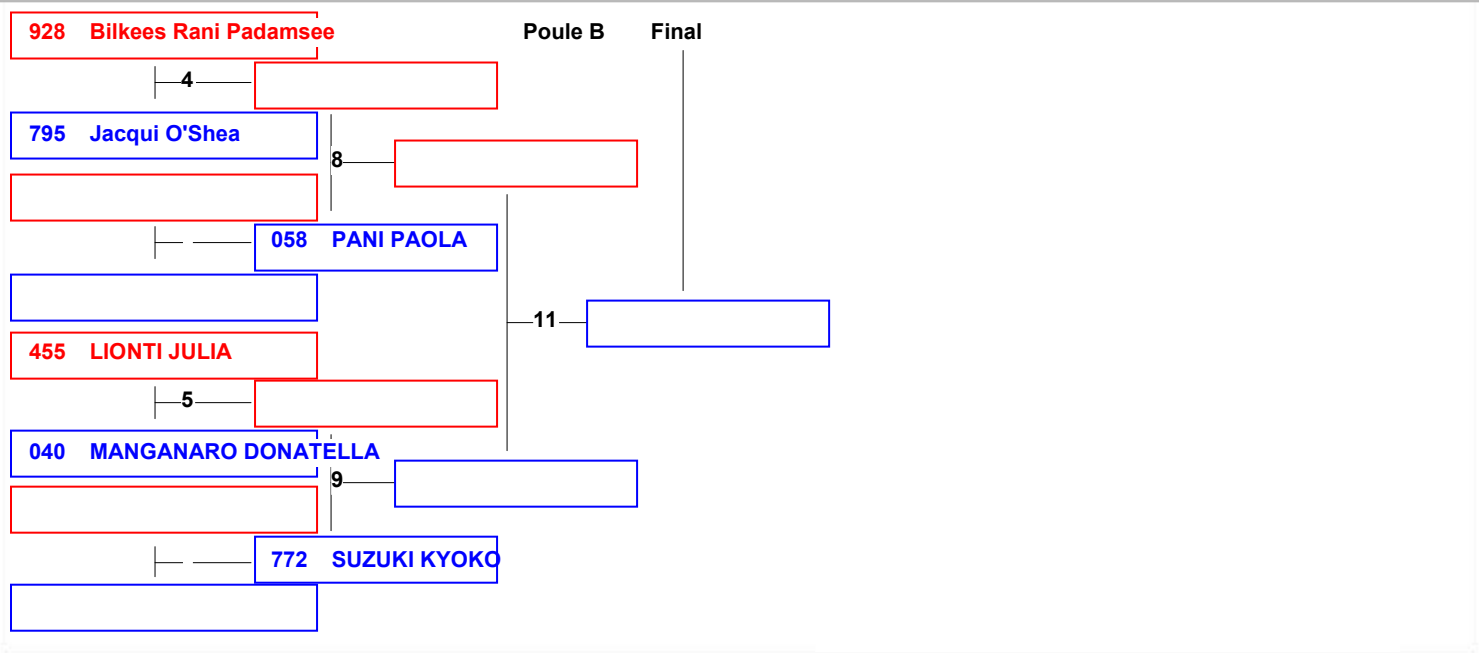 928 Bilkees Rani Padamsee Poule B Final
4
795 Jacqui O'Shea
8
058 PANI PAOLA
11
455 LIONTI JULIA
5
040 MANGANARO DONATELLA
9
772 SUZUKI KYOKO